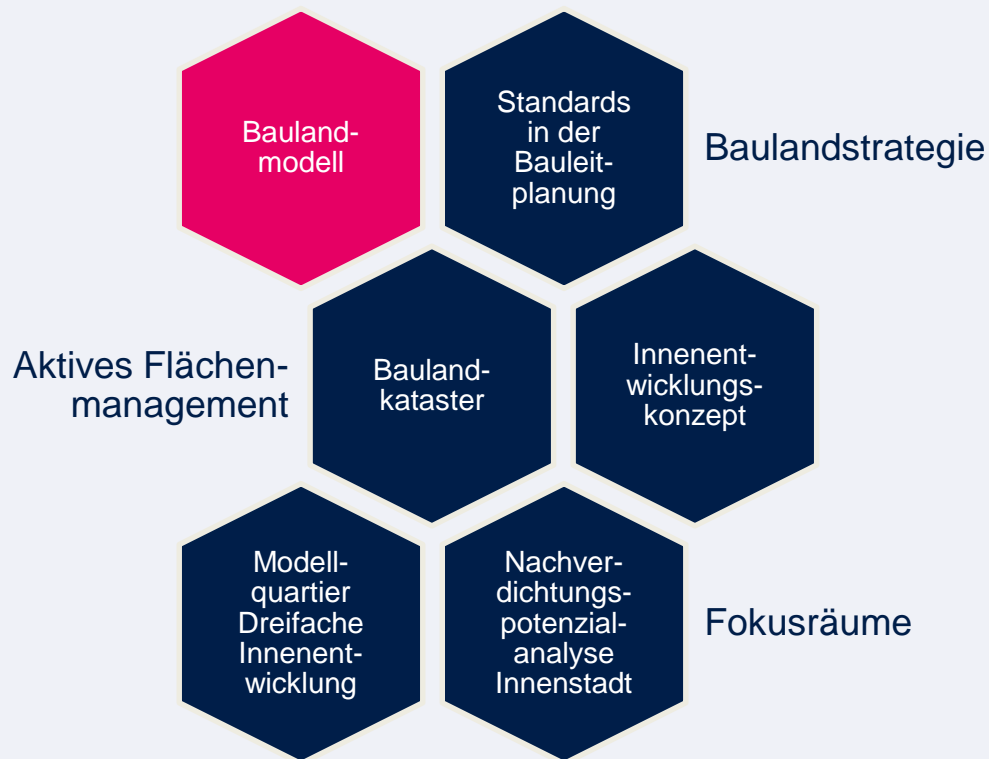 Bauland-
modell
Standards
in der
Bauleit-
planung
Baulandstrategie
Aktives Flächen-
management
Bauland-
kataster
Innenent-
wicklungs-
konzept
Modell-
quartier
Dreifache
Innenent-
wicklung
Nachver-
dichtungs-
potenzial-
analyse
Innenstadt
Fokusräume